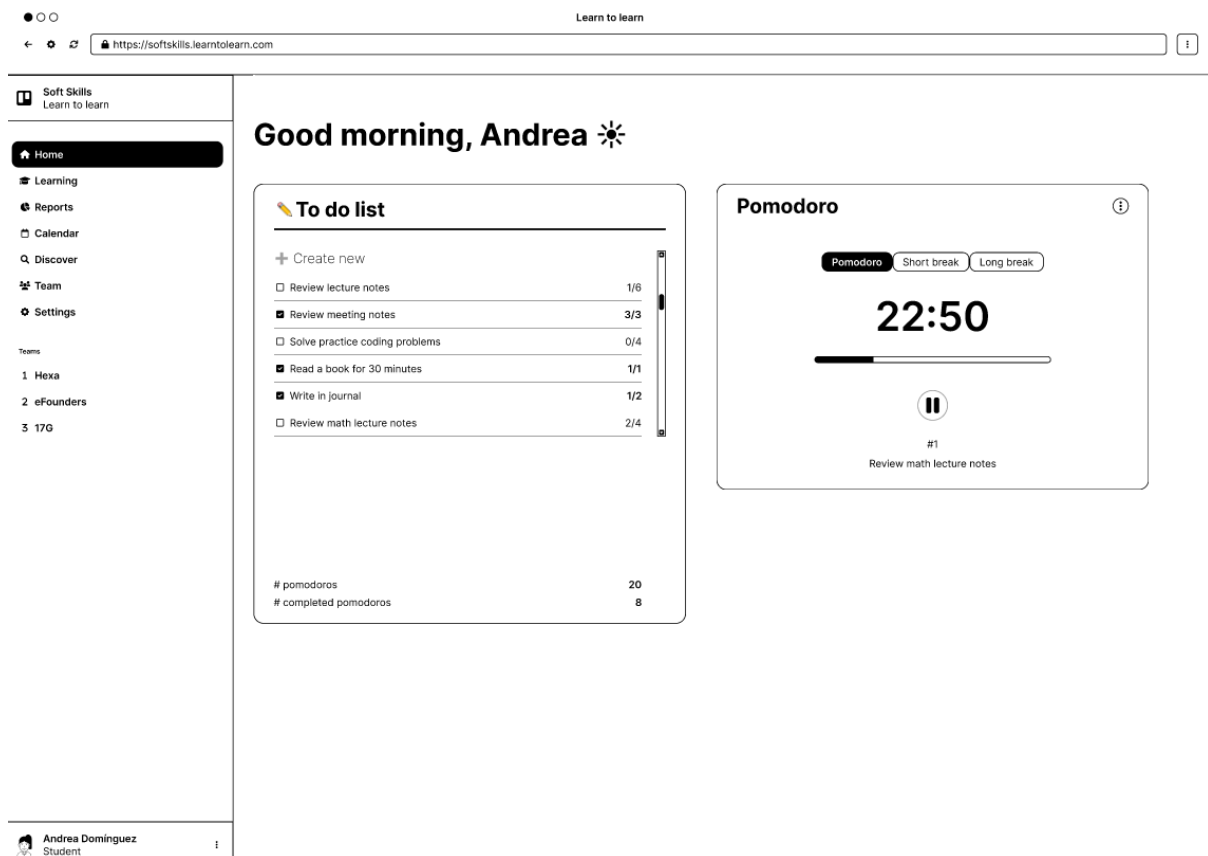 Learn to learn
https://softskills.learntolearn.com
Soft Skills
Learn to learn
Home
Learning
Reports
Calendar
Discover
Team
Settings
Teams
1 Hexa
2 eFounders
3 17G
Andrea Domínguez
Student
Good morning, Andrea
To do list
Create new
Review lecture notes 1/6
Review meeting notes 3/3
Solve practice coding problems 0/4
Read a book for 30 minutes 1/1
Write in journal 1/2
Review math lecture notes 2/4
# pomodoros 20
# completed pomodoros 8
Pomodoro
Pomodoro Short break Long break
22:50
#1
Review math lecture notes